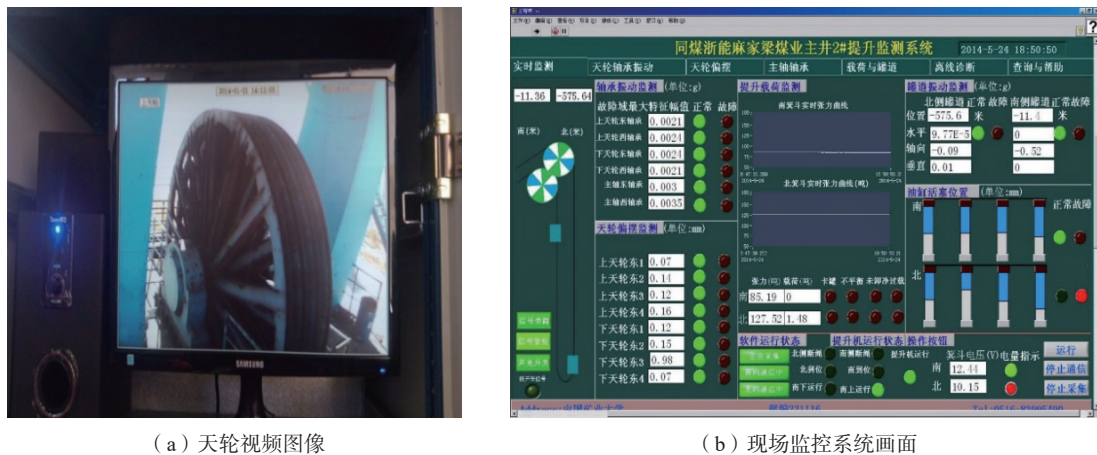 2014-01-01 14:11:05
上天轮
SAMSUNG
(a)天轮视频图像
同煤浙能麻家梁煤业主井2#提升监测系统 2014-5-24 18:50:50
实时监测 天轮轴承振动 天轮偏摆 主轴轴承 载荷与罐道 离线诊断 查询与帮助
-11.36 -575.64
南(米) 北(米)
轴承振动监测 (单位:g)
故障域最大特征幅值 正常 故障
上天轮东轴承 0.0021
上天轮西轴承 0.0024
下天轮东轴承 0.0024
下天轮西轴承 0.0021
主轴东轴承 0.003
主轴西轴承 0.0035
天轮偏摆监测 (单位:mm)
上天轮东1 0.07
上天轮东2 0.14
上天轮东3 0.12
上天轮东4 0.16
下天轮东1 0.12
下天轮东2 0.15
下天轮东3 0.98
下天轮东4 0.07
提升载荷监测
南箕斗实时张力曲线
北箕斗实时张力曲线(吨)
张力(吨) 载荷(吨) 卡罐 不平衡 未卸净 过载
南 85.19 0
北 127.52 1.48
罐道振动监测 (单位:g)
北侧罐道 正常 故障 南侧罐道 正常 故障
位置 -575.6 米 -11.4 米
水平 9.77E-5 0
轴向 -0.09 -0.52
垂直 0.01 0
油缸活塞位置 (单位:mm)
南 正常 故障
北
软件运行状态 提升机运行状态 操作按钮
北侧断绳 南侧断绳 提升机运行
北到位 南到位
南下运行 南上运行
箕斗电压(V) 电量指示
南 12.44
北 10.15
运行
停止通信
停止采集
(b)现场监控系统画面